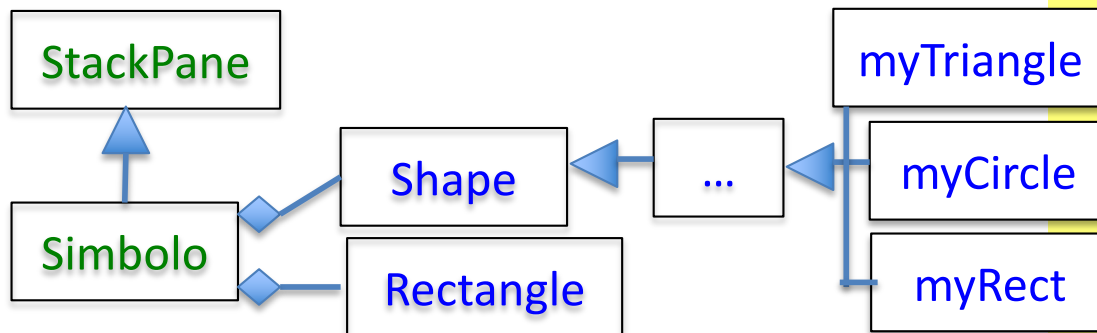 StackPane
myTriangle
Shape
...
myCircle
Simbolo
Rectangle
myRect